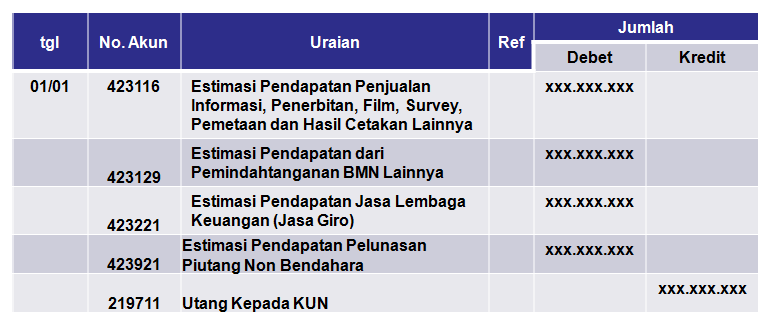 tgl No. Akun Uraian Ref Jumlah
Debet Kredit
01/01 423116 Estimasi Pendapatan Penjualan xxx.xxx.xxx
Informasi, Penerbitan, Film, Survey,
Pemetaan dan Hasil Cetakan Lainnya
Estimasi Pendapatan dari xxx.xxx.xxx
423129 Pemindahtanganan BMN Lainnya
Estimasi Pendapatan Jasa Lembaga xxx.xxx.xxx
423221 Keuangan (Jasa Giro)
Estimasi Pendapatan Pelunasan xxx.xxx.xxx
423921 Piutang Non Bendahara
xxx.xxx.xxx
219711 Utang Kepada KUN